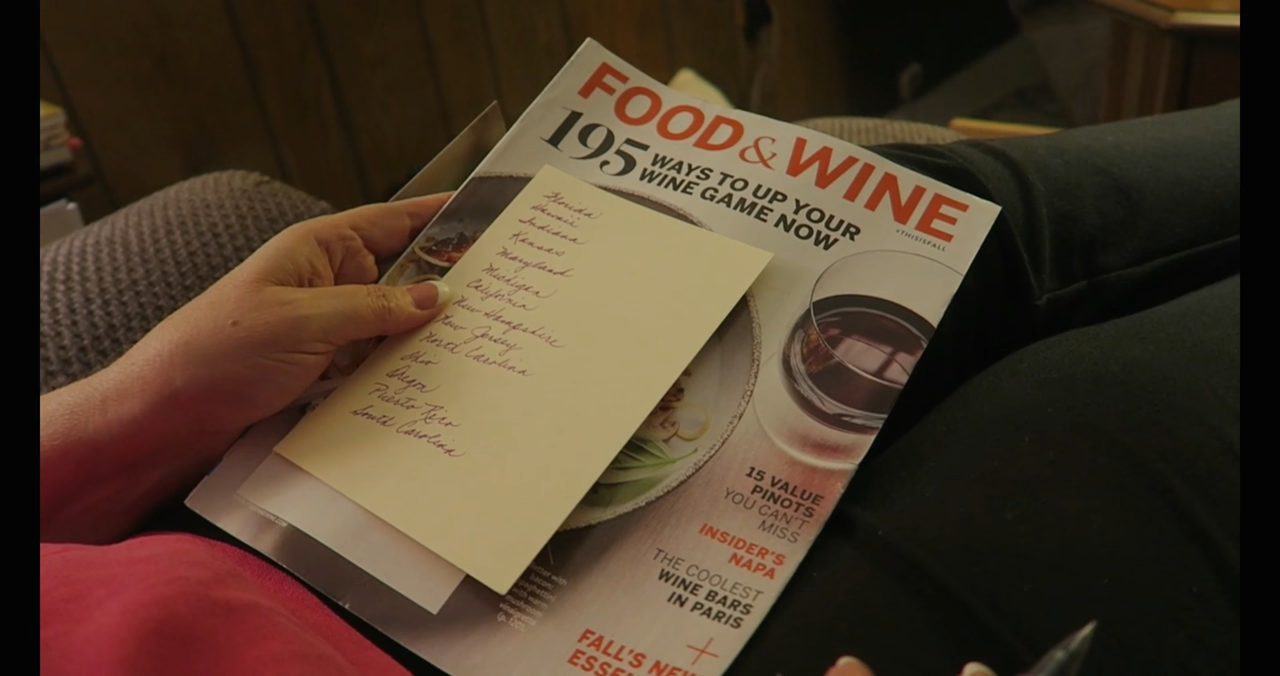 FOOD & WINE
195 WAYS TO UP YOUR
WINE GAME NOW
#THISISFALL
Florida
Hawaii
Indiana
Kansas
Maryland
Michigan
California
New Hampshire
New Jersey
North Carolina
Ohio
Oregon
Puerto Rico
South Carolina
15 VALUE
PINOTS
YOU CAN'T
MISS
INSIDER'S
NAPA
THE COOLEST
WINE BARS
IN PARIS
+
FALL'S NEW